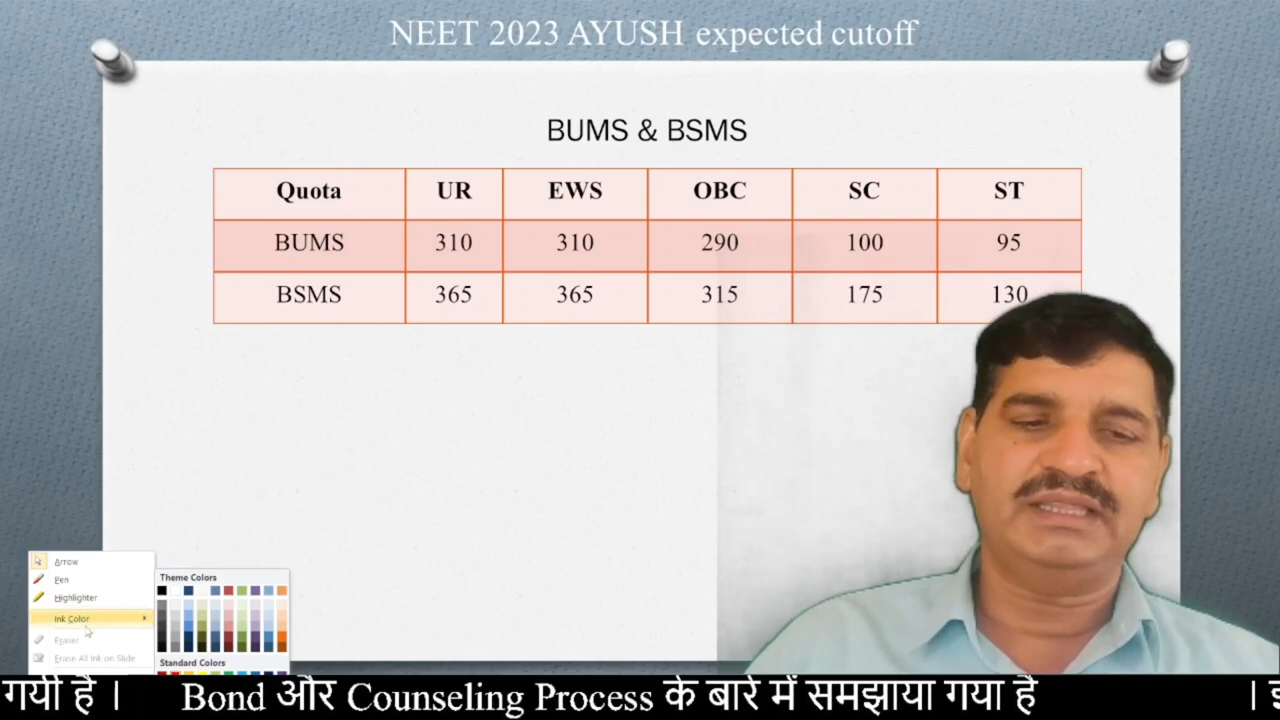 NEET 2023 AYUSH expected cutoff
BUMS & BSMS
Quota UR EWS OBC SC ST
BUMS 310 310 290 100 95
BSMS 365 365 315 175 130
Arrow
Pen
Highlighter
Ink Color
Eraser
Erase All Ink on Slide
Theme Colors
Standard Colors
गयी है । Bond और Counseling Process के बारे में समझाया गया है ।